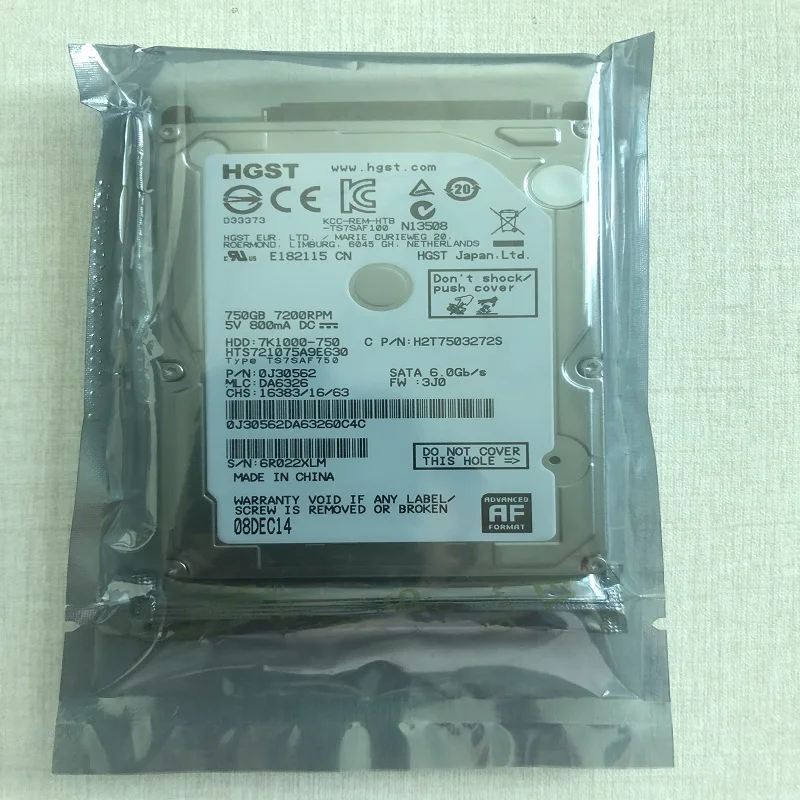 HGST www.hgst.com
CE 20
D33373 KCC-REM-HTB
-TS7SAF100 N13508
HGST EUR. LTD. / MARIE CURIEWEG 20,
ROERMOND, LIMBURG, 6045 GH, NETHERLANDS
c RU us E182115 CN HGST Japan,Ltd.
Don't shock/
push cover
750GB 7200RPM
5V 800mA DC
HDD:7K1000-750 C P/N:H2T7503272S
HTS721075A9E630
Type TS7SAF750
P/N:0J30562 SATA 6.0Gb/s
MLC:DA6326 FW :3J0
CHS:16383/16/63
0J30562DA63260C4C
DO NOT COVER
THIS HOLE =>
S/N:6R022XLM
MADE IN CHINA
WARRANTY VOID IF ANY LABEL/
SCREW IS REMOVED OR BROKEN
08DEC14
ADVANCED
AF
FORMAT